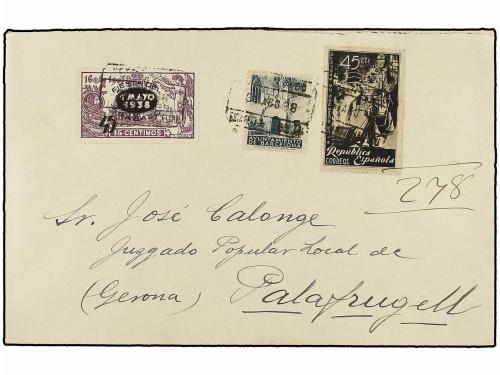 1 MAYO
1938
45
15 CENTIMOS
AYUNTAMIENTO
DE BARCELONA
45 cts
República Española
CORREOS
278
Sr. José Calonge
Juzgado Popular Local de
(Gerona) Palafrugell